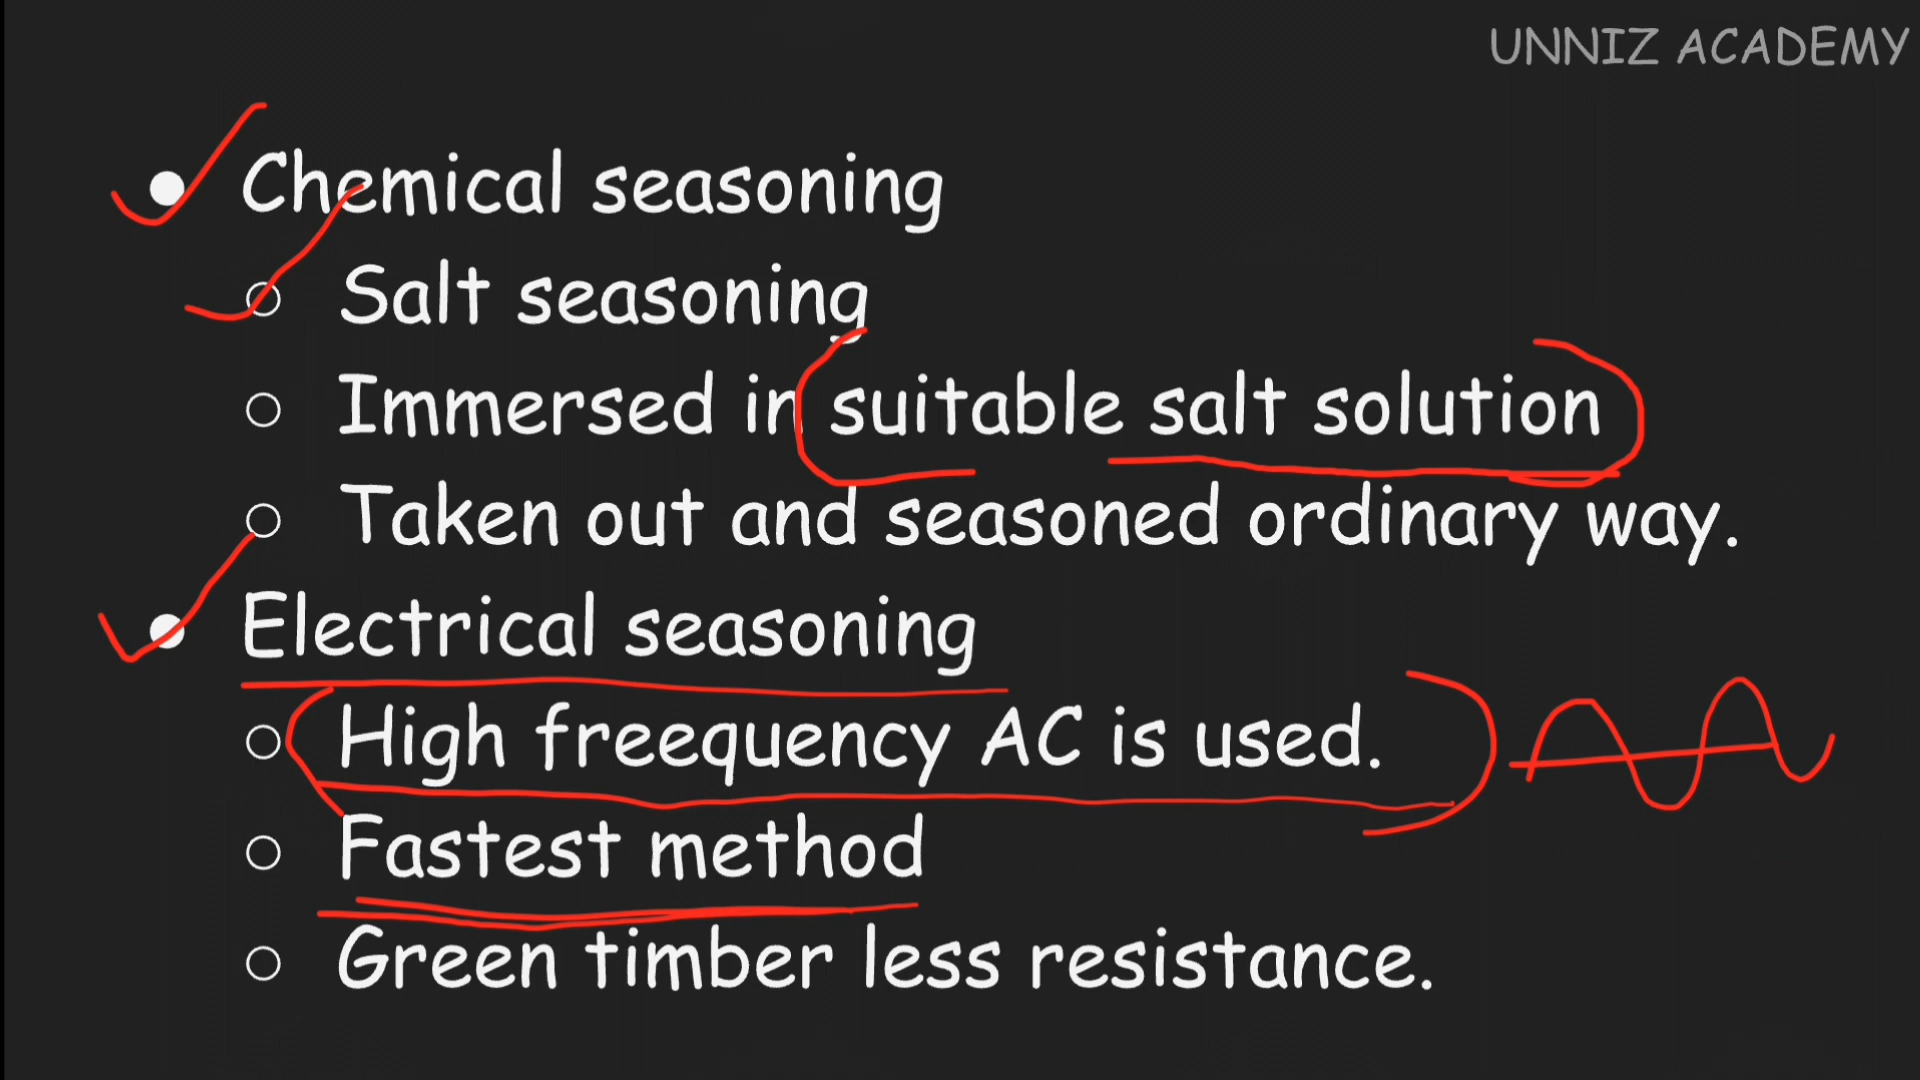 UNNIZ ACADEMY
Chemical seasoning
Salt seasoning
Immersed in suitable salt solution
Taken out and seasoned ordinary way.
Electrical seasoning
High freequency AC is used.
Fastest method
Green timber less resistance.